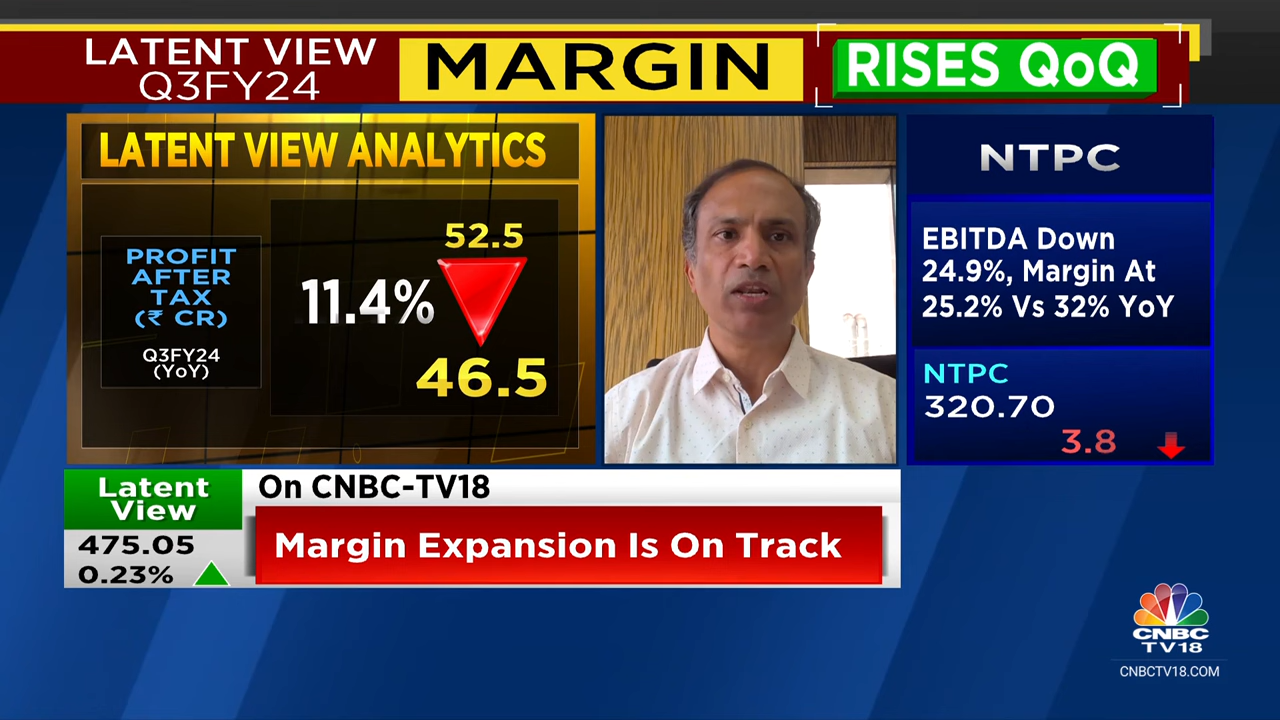 LATENT VIEW
Q3FY24
MARGIN
RISES QoQ
LATENT VIEW ANALYTICS
PROFIT
AFTER
TAX
(₹ CR)
Q3FY24
(YoY)
52.5
11.4%
46.5
NTPC
EBITDA Down
24.9%, Margin At
25.2% Vs 32% YoY
NTPC
320.70
3.8
Latent
View
475.05
0.23%
On CNBC-TV18
Margin Expansion Is On Track
CNBC
TV18
CNBCTV18.COM